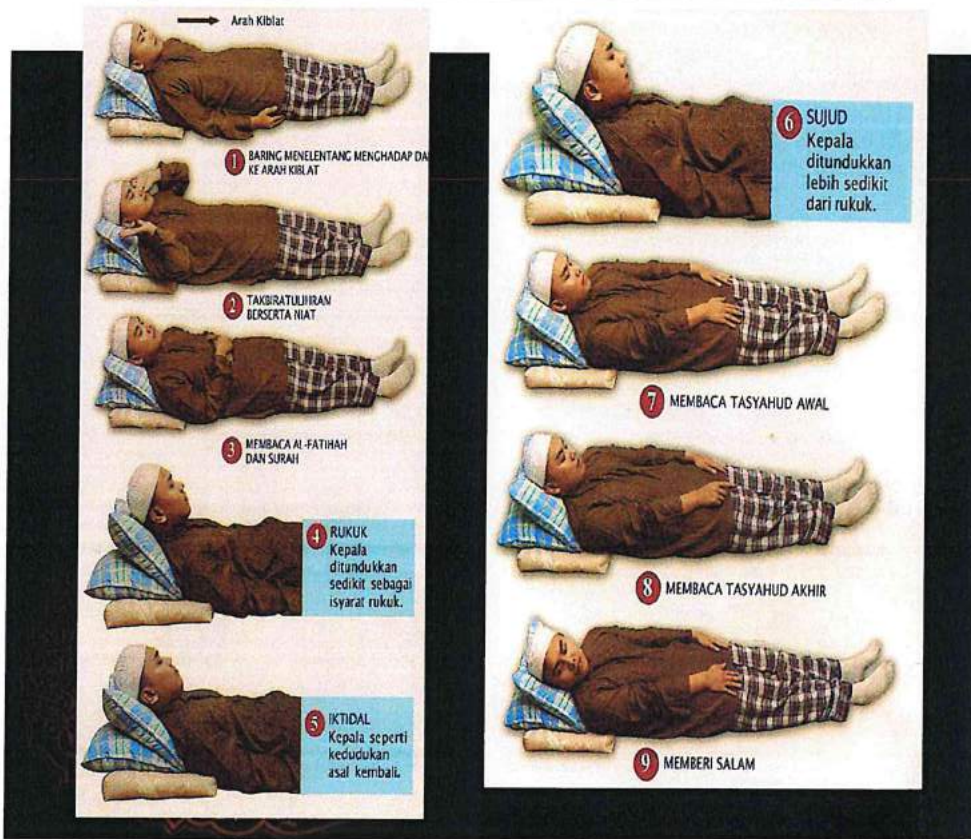 Arah Kiblat
1 BARING MENELENTANG MENGHADAP DA
KE ARAH KIBLAT
2 TAKBIRATULIHRAN
BERSERTA NIAT
3 MEMBACA AL-FATIHAH
DAN SURAH
4 RUKUK
Kepala
ditundukkan
sedikit sebagai
isyarat rukuk.
5 IKTIDAL
Kepala seperti
kedudukan
asal kembali.
6 SUJUD
Kepala
ditundukkan
lebih sedikit
dari rukuk.
7 MEMBACA TASYAHUD AWAL
8 MEMBACA TASYAHUD AKHIR
9 MEMBERI SALAM